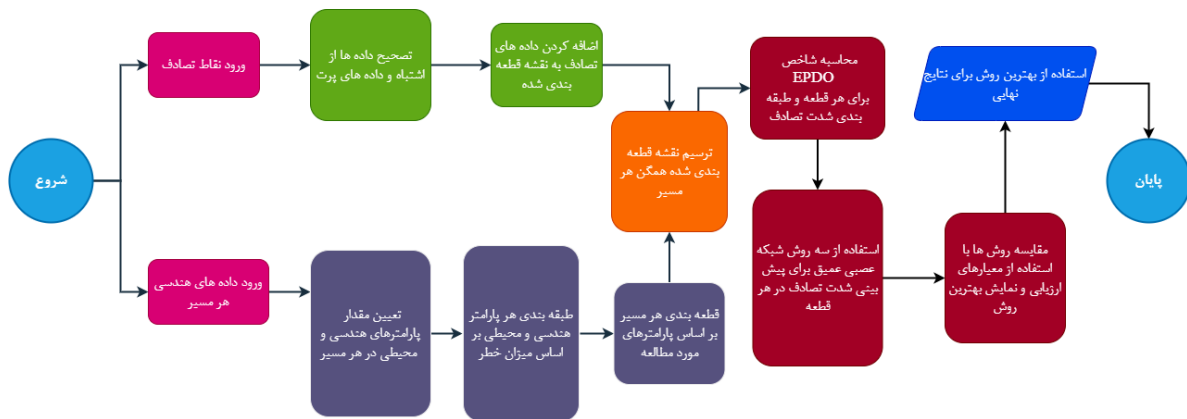 شروع
ورود نقاط تصادف
تصحیح داده ها از
اشتباه و داده های پرت
اضافه کردن داده های
تصادف به نقشه قطعه
بندی شده
ورود داده های هندسی
هر مسیر
تعیین مقدار
پارامترهای هندسی و
محیطی در هر مسیر
طبقه بندی هر پارامتر
هندسی و محیطی بر
اساس میزان خطر
قطعه بندی هر مسیر
بر اساس پارامترهای
مورد مطالعه
ترسیم نقشه قطعه
بندی شده همگن هر
مسیر
محاسبه شاخص
EPDO
برای هر قطعه و طبقه
بندی شدت تصادف
استفاده از سه روش شبکه
عصبی عمیق برای پیش
بینی شدت تصادف در هر
قطعه
مقایسه روش ها با
استفاده از معیارهای
ارزیابی و نمایش بهترین
روش
استفاده از بهترین روش برای نتایج
نهایی
پایان